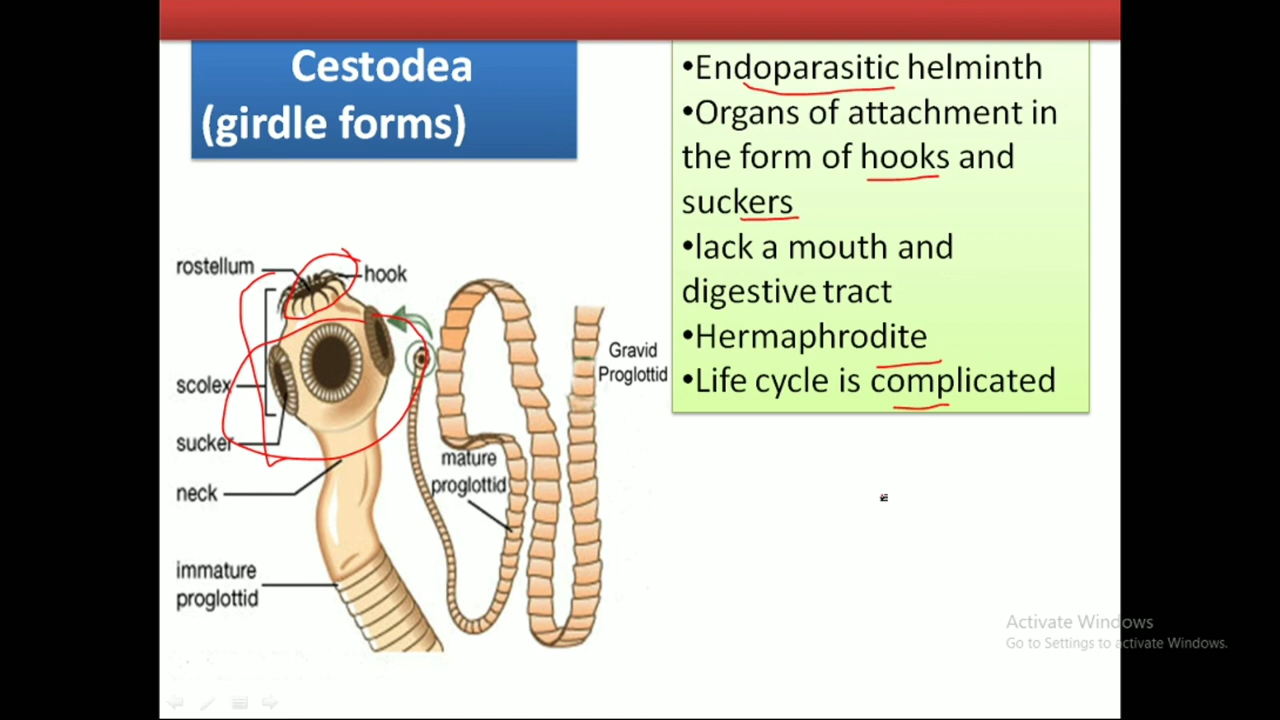 Cestodea
(girdle forms)
•Endoparasitic helminth
•Organs of attachment in
the form of hooks and
suckers
•lack a mouth and
digestive tract
•Hermaphrodite
•Life cycle is complicated
rostellum
hook
scolex
sucker
neck
immature
proglottid
mature
proglottid
Gravid
Proglottid
Activate Windows
Go to Settings to activate Windows.